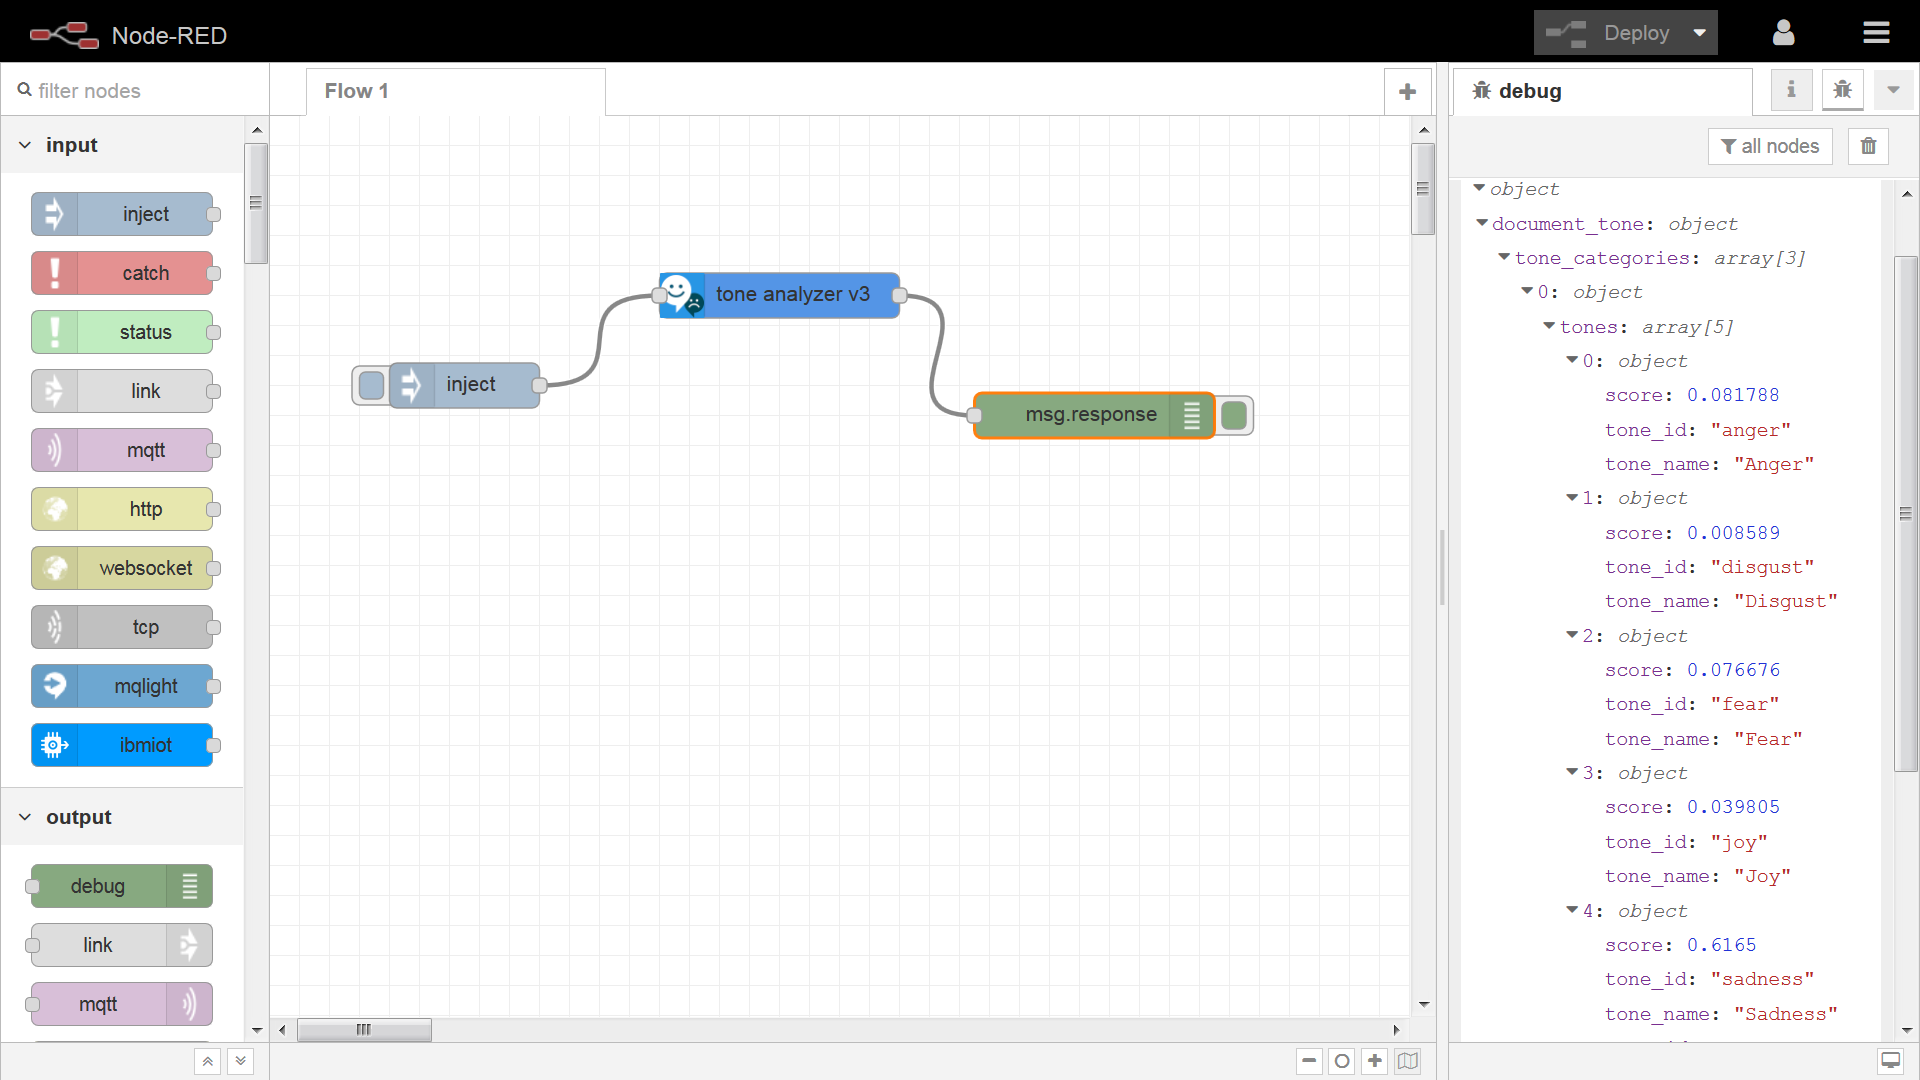 Node-RED
Deploy
filter nodes
Flow 1
debug
all nodes
input
inject
catch
status
link
mqtt
http
websocket
tcp
mqlight
ibmiot
output
debug
link
mqtt
inject
tone analyzer v3
msg.response
object
document_tone: object
tone_categories: array[3]
0: object
tones: array[5]
0: object
score: 0.081788
tone_id: "anger"
tone_name: "Anger"
1: object
score: 0.008589
tone_id: "disgust"
tone_name: "Disgust"
2: object
score: 0.076676
tone_id: "fear"
tone_name: "Fear"
3: object
score: 0.039805
tone_id: "joy"
tone_name: "Joy"
4: object
score: 0.6165
tone_id: "sadness"
tone_name: "Sadness"